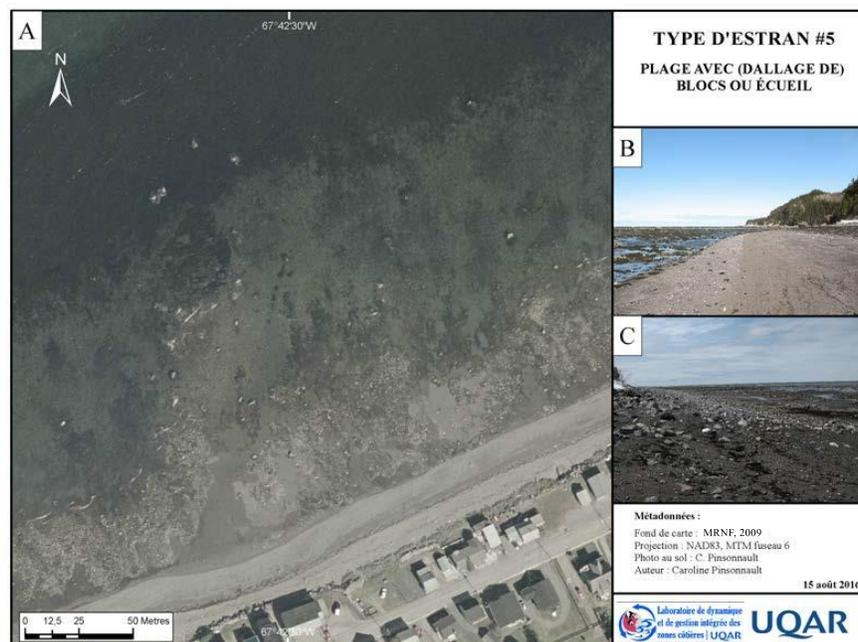 A
67°42'30"W
N
0 12,5 25 50 Metres
67°42'30"W
TYPE D'ESTRAN #5
PLAGE AVEC (DALLAGE DE)
BLOCS OU ÉCUEIL
B
C
Métadonnées :
Fond de carte : MRNF, 2009
Projection : NAD83, MTM fuseau 6
Photo au sol : C. Pinsonnault
Auteur : Caroline Pinsonnault
15 août 2016
Laboratoire de dynamique
et de gestion intégrée des
zones côtières UQAR
UQAR